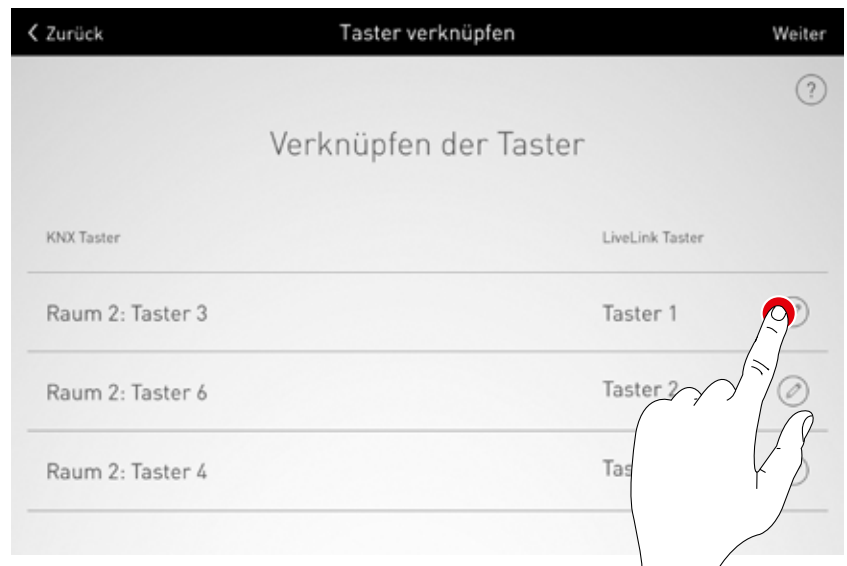 Zurück Taster verknüpfen Weiter
?
Verknüpfen der Taster
KNX Taster LiveLink Taster
Raum 2: Taster 3 Taster 1
Raum 2: Taster 6 Taster 2
Raum 2: Taster 4